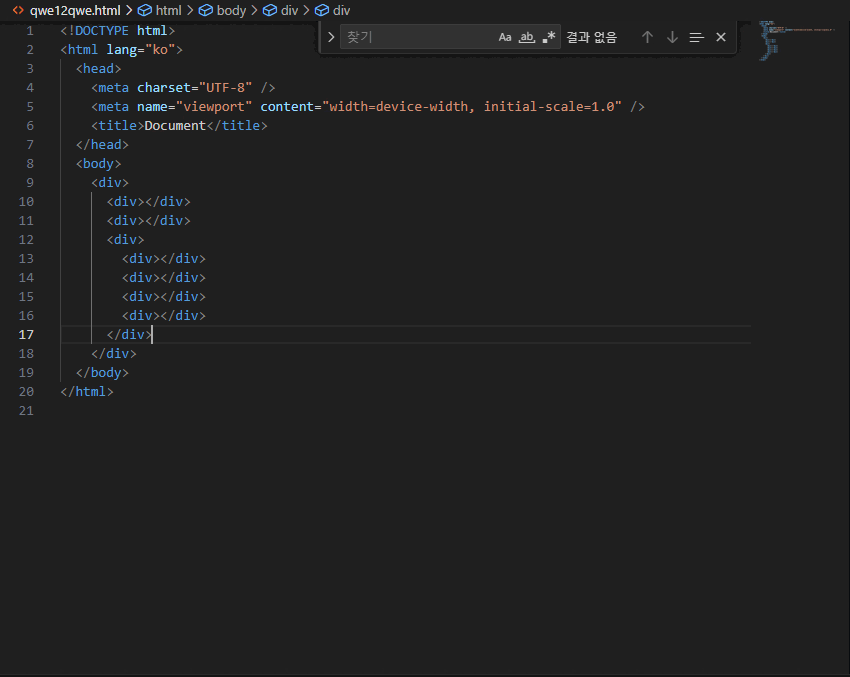 <> qwe12qwe.html > html > body > div > div
> 찾기 Aa ab .* 결과 없음
1 <!DOCTYPE html>
2 <html lang="ko">
3   <head>
4     <meta charset="UTF-8" />
5     <meta name="viewport" content="width=device-width, initial-scale=1.0" />
6     <title>Document</title>
7   </head>
8   <body>
9     <div>
10       <div></div>
11       <div></div>
12       <div>
13         <div></div>
14         <div></div>
15         <div></div>
16         <div></div>
17       </div>
18     </div>
19   </body>
20 </html>
21